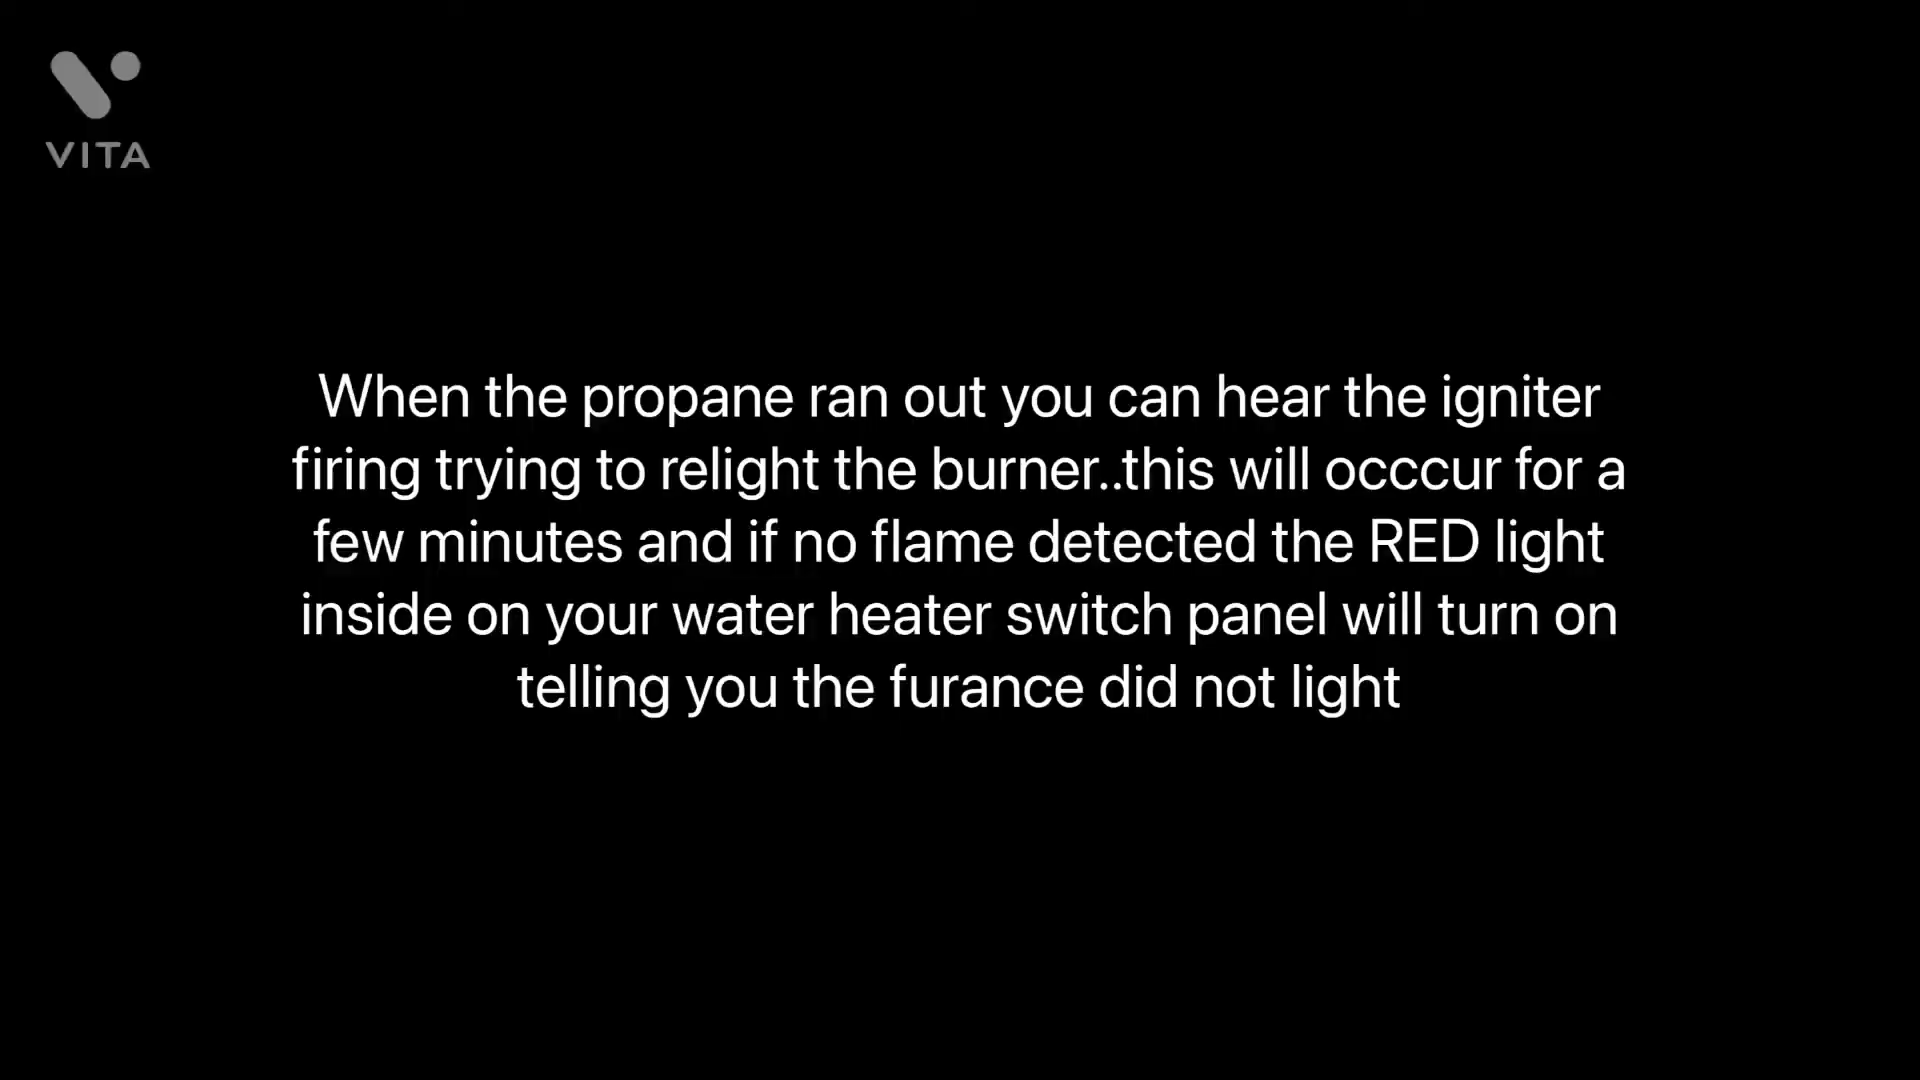 VITA
When the propane ran out you can hear the igniter
firing trying to relight the burner..this will occcur for a
few minutes and if no flame detected the RED light
inside on your water heater switch panel will turn on
telling you the furance did not light